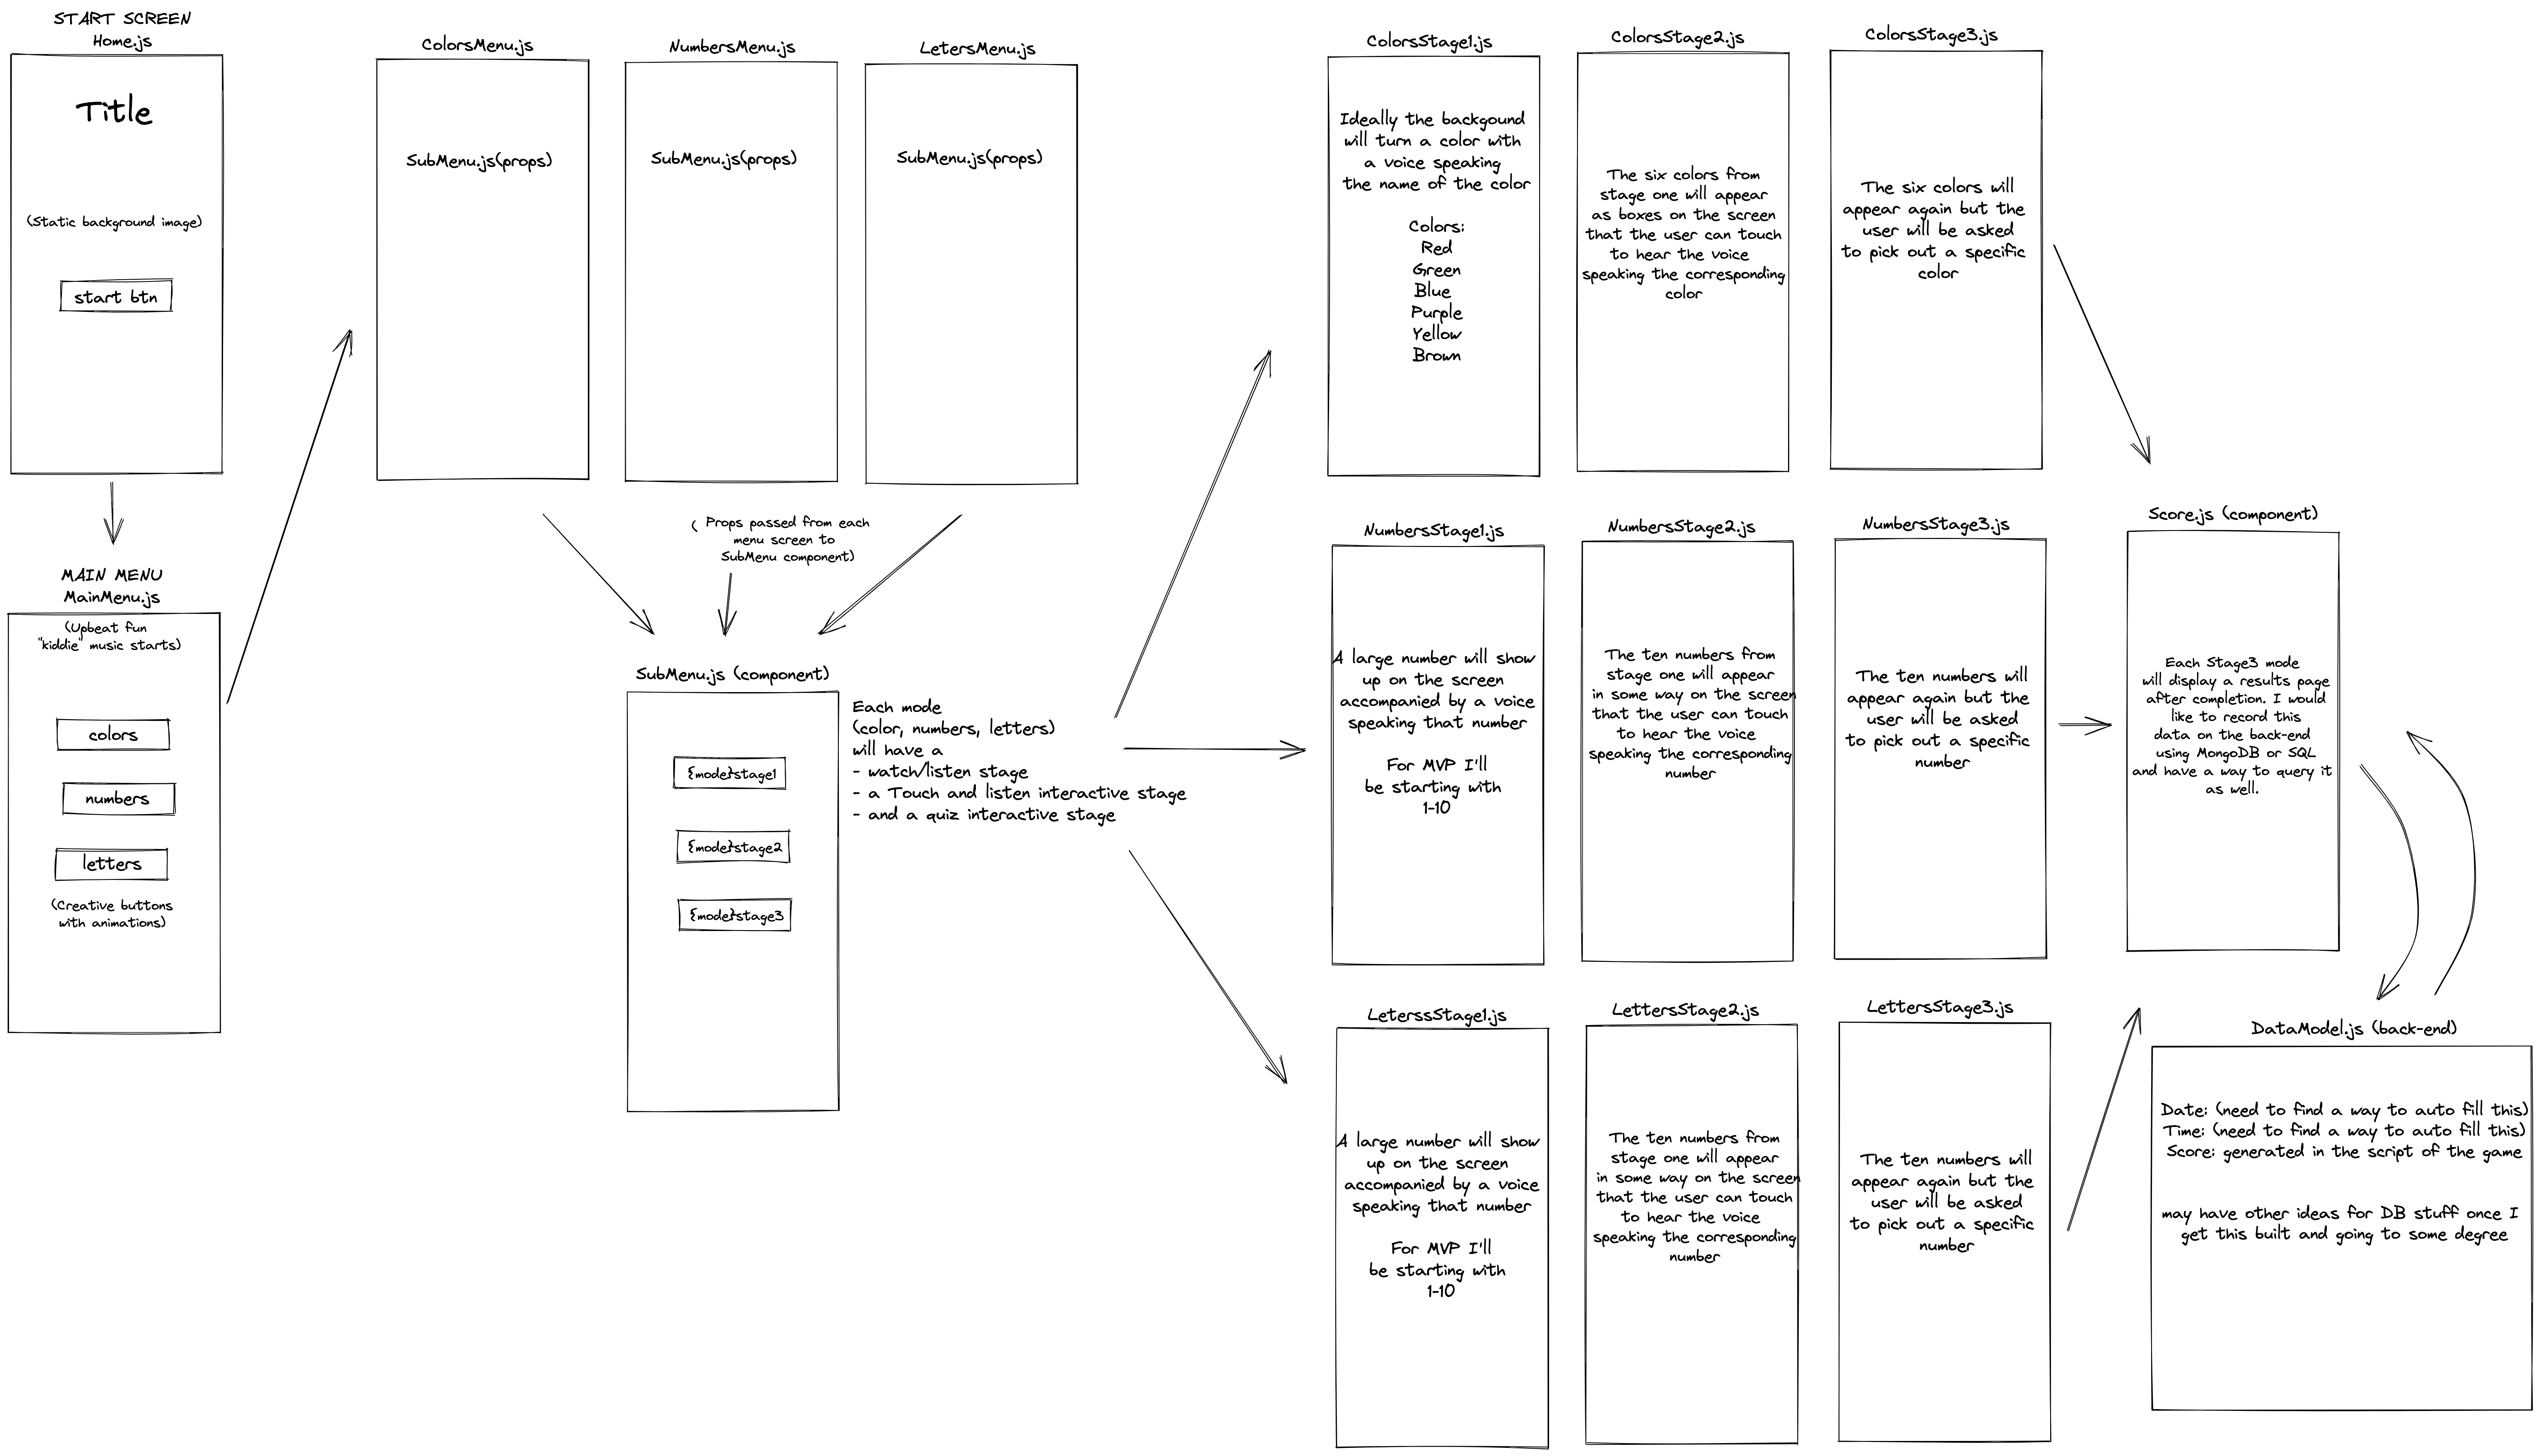 START SCREEN
Home.js
Title
(Static background image)
start btn
MAIN MENU
MainMenu.js
(Upbeat fun
"kiddie" music starts)
colors
numbers
letters
(Creative buttons
with animations)
ColorsMenu.js
SubMenu.js(props)
NumbersMenu.js
SubMenu.js(props)
LetersMenu.js
SubMenu.js(props)
( Props passed from each
menu screen to
SubMenu component)
SubMenu.js (component)
{mode}stage1
{mode}stage2
{mode}stage3
Each mode
(color, numbers, letters)
will have a
- watch/listen stage
- a Touch and listen interactive stage
- and a quiz interactive stage
ColorsStage1.js
Ideally the backgound
will turn a color with
a voice speaking
the name of the color
Colors:
Red
Green
Blue
Purple
Yellow
Brown
ColorsStage2.js
The six colors from
stage one will appear
as boxes on the screen
that the user can touch
to hear the voice
speaking the corresponding
color
ColorsStage3.js
The six colors will
appear again but the
user will be asked
to pick out a specific
color
NumbersStage1.js
A large number will show
up on the screen
accompanied by a voice
speaking that number
For MVP I'll
be starting with
1-10
NumbersStage2.js
The ten numbers from
stage one will appear
in some way on the screen
that the user can touch
to hear the voice
speaking the corresponding
number
NumbersStage3.js
The ten numbers will
appear again but the
user will be asked
to pick out a specific
number
Score.js (component)
Each Stage3 mode
will display a results page
after completion. I would
like to record this
data on the back-end
using MongoDB or SQL
and have a way to query it
as well.
LeterssStage1.js
A large number will show
up on the screen
accompanied by a voice
speaking that number
For MVP I'll
be starting with
1-10
LettersStage2.js
The ten numbers from
stage one will appear
in some way on the screen
that the user can touch
to hear the voice
speaking the corresponding
number
LettersStage3.js
The ten numbers will
appear again but the
user will be asked
to pick out a specific
number
DataModel.js (back-end)
Date: (need to find a way to auto fill this)
Time: (need to find a way to auto fill this)
Score: generated in the script of the game
may have other ideas for DB stuff once I
get this built and going to some degree